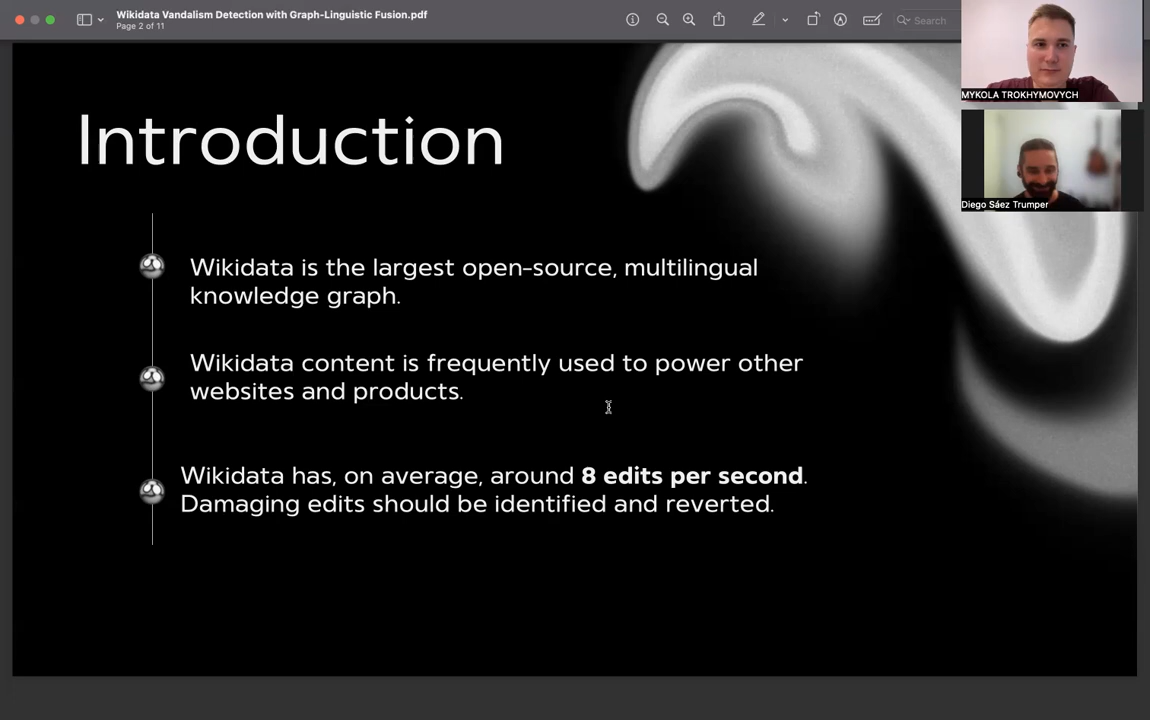 Wikidata Vandalism Detection with Graph-Linguistic Fusion.pdf
Page 2 of 11
Search
MYKOLA TROKHYMOVYCH
Diego Sáez Trumper
Introduction
Wikidata is the largest open-source, multilingual
knowledge graph.
Wikidata content is frequently used to power other
websites and products.
Wikidata has, on average, around 8 edits per second.
Damaging edits should be identified and reverted.